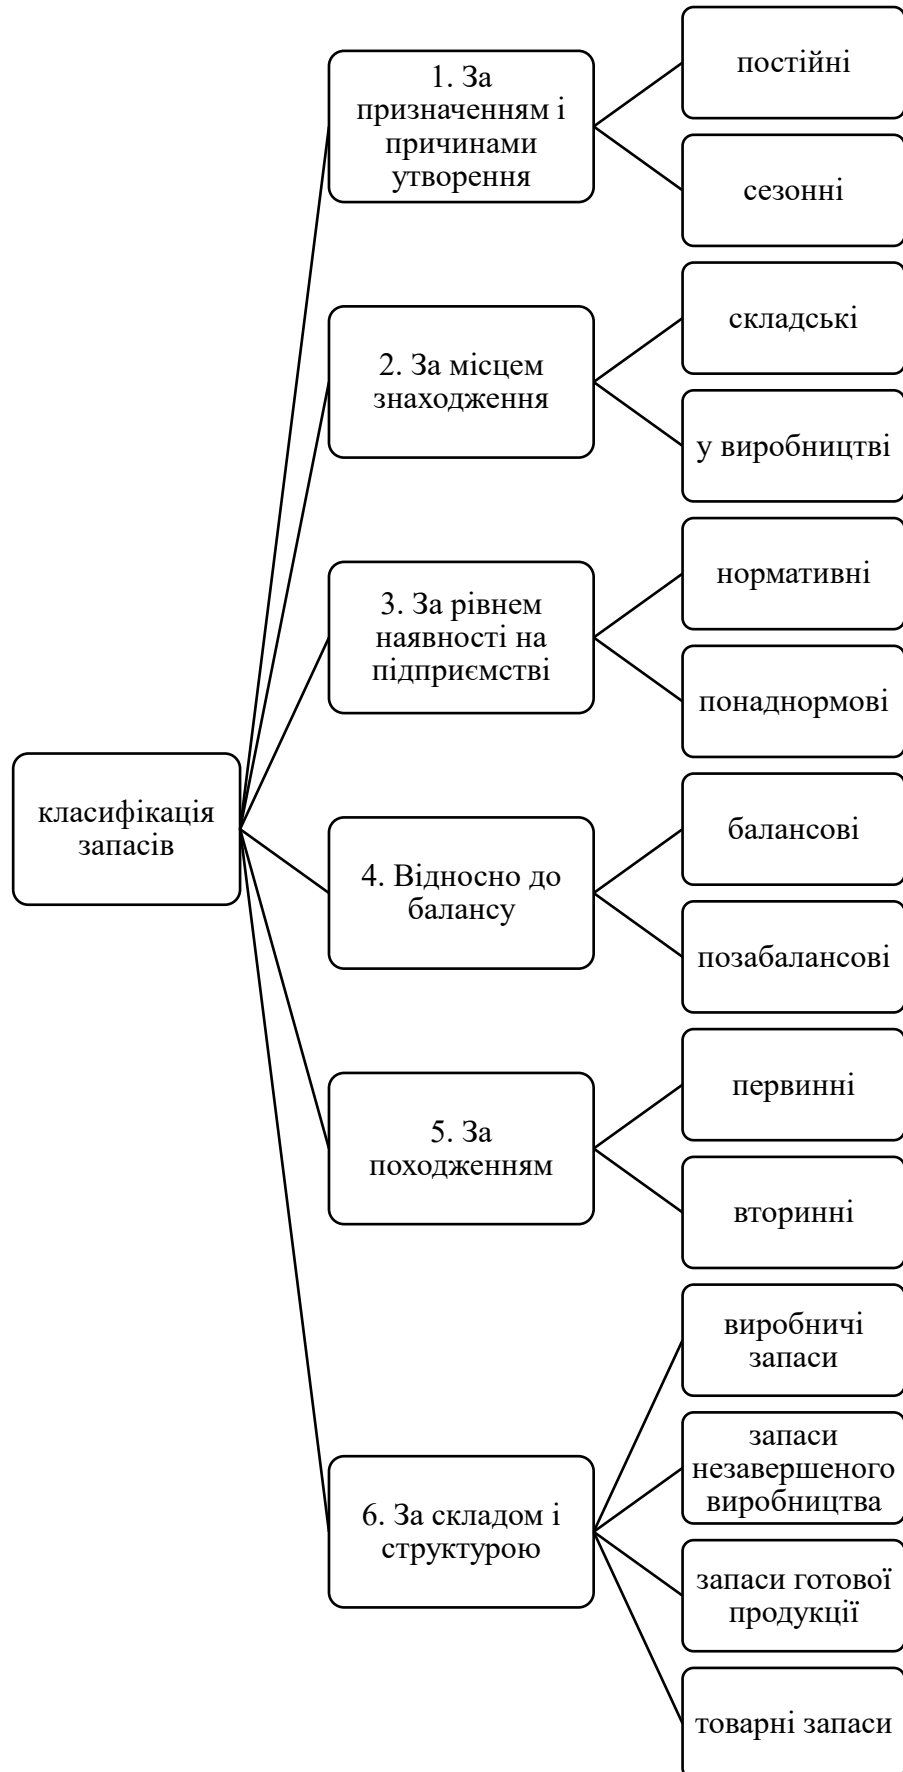 класифікація
запасів
1. За
призначенням і
причинами
утворення
постійні
сезонні
2. За місцем
знаходження
складські
у виробництві
3. За рівнем
наявності на
підприємстві
нормативні
понаднормові
4. Відносно до
балансу
балансові
позабалансові
5. За
походженням
первинні
вторинні
6. За складом і
структурою
виробничі
запаси
запаси
незавершеного
виробництва
запаси готової
продукції
товарні запаси